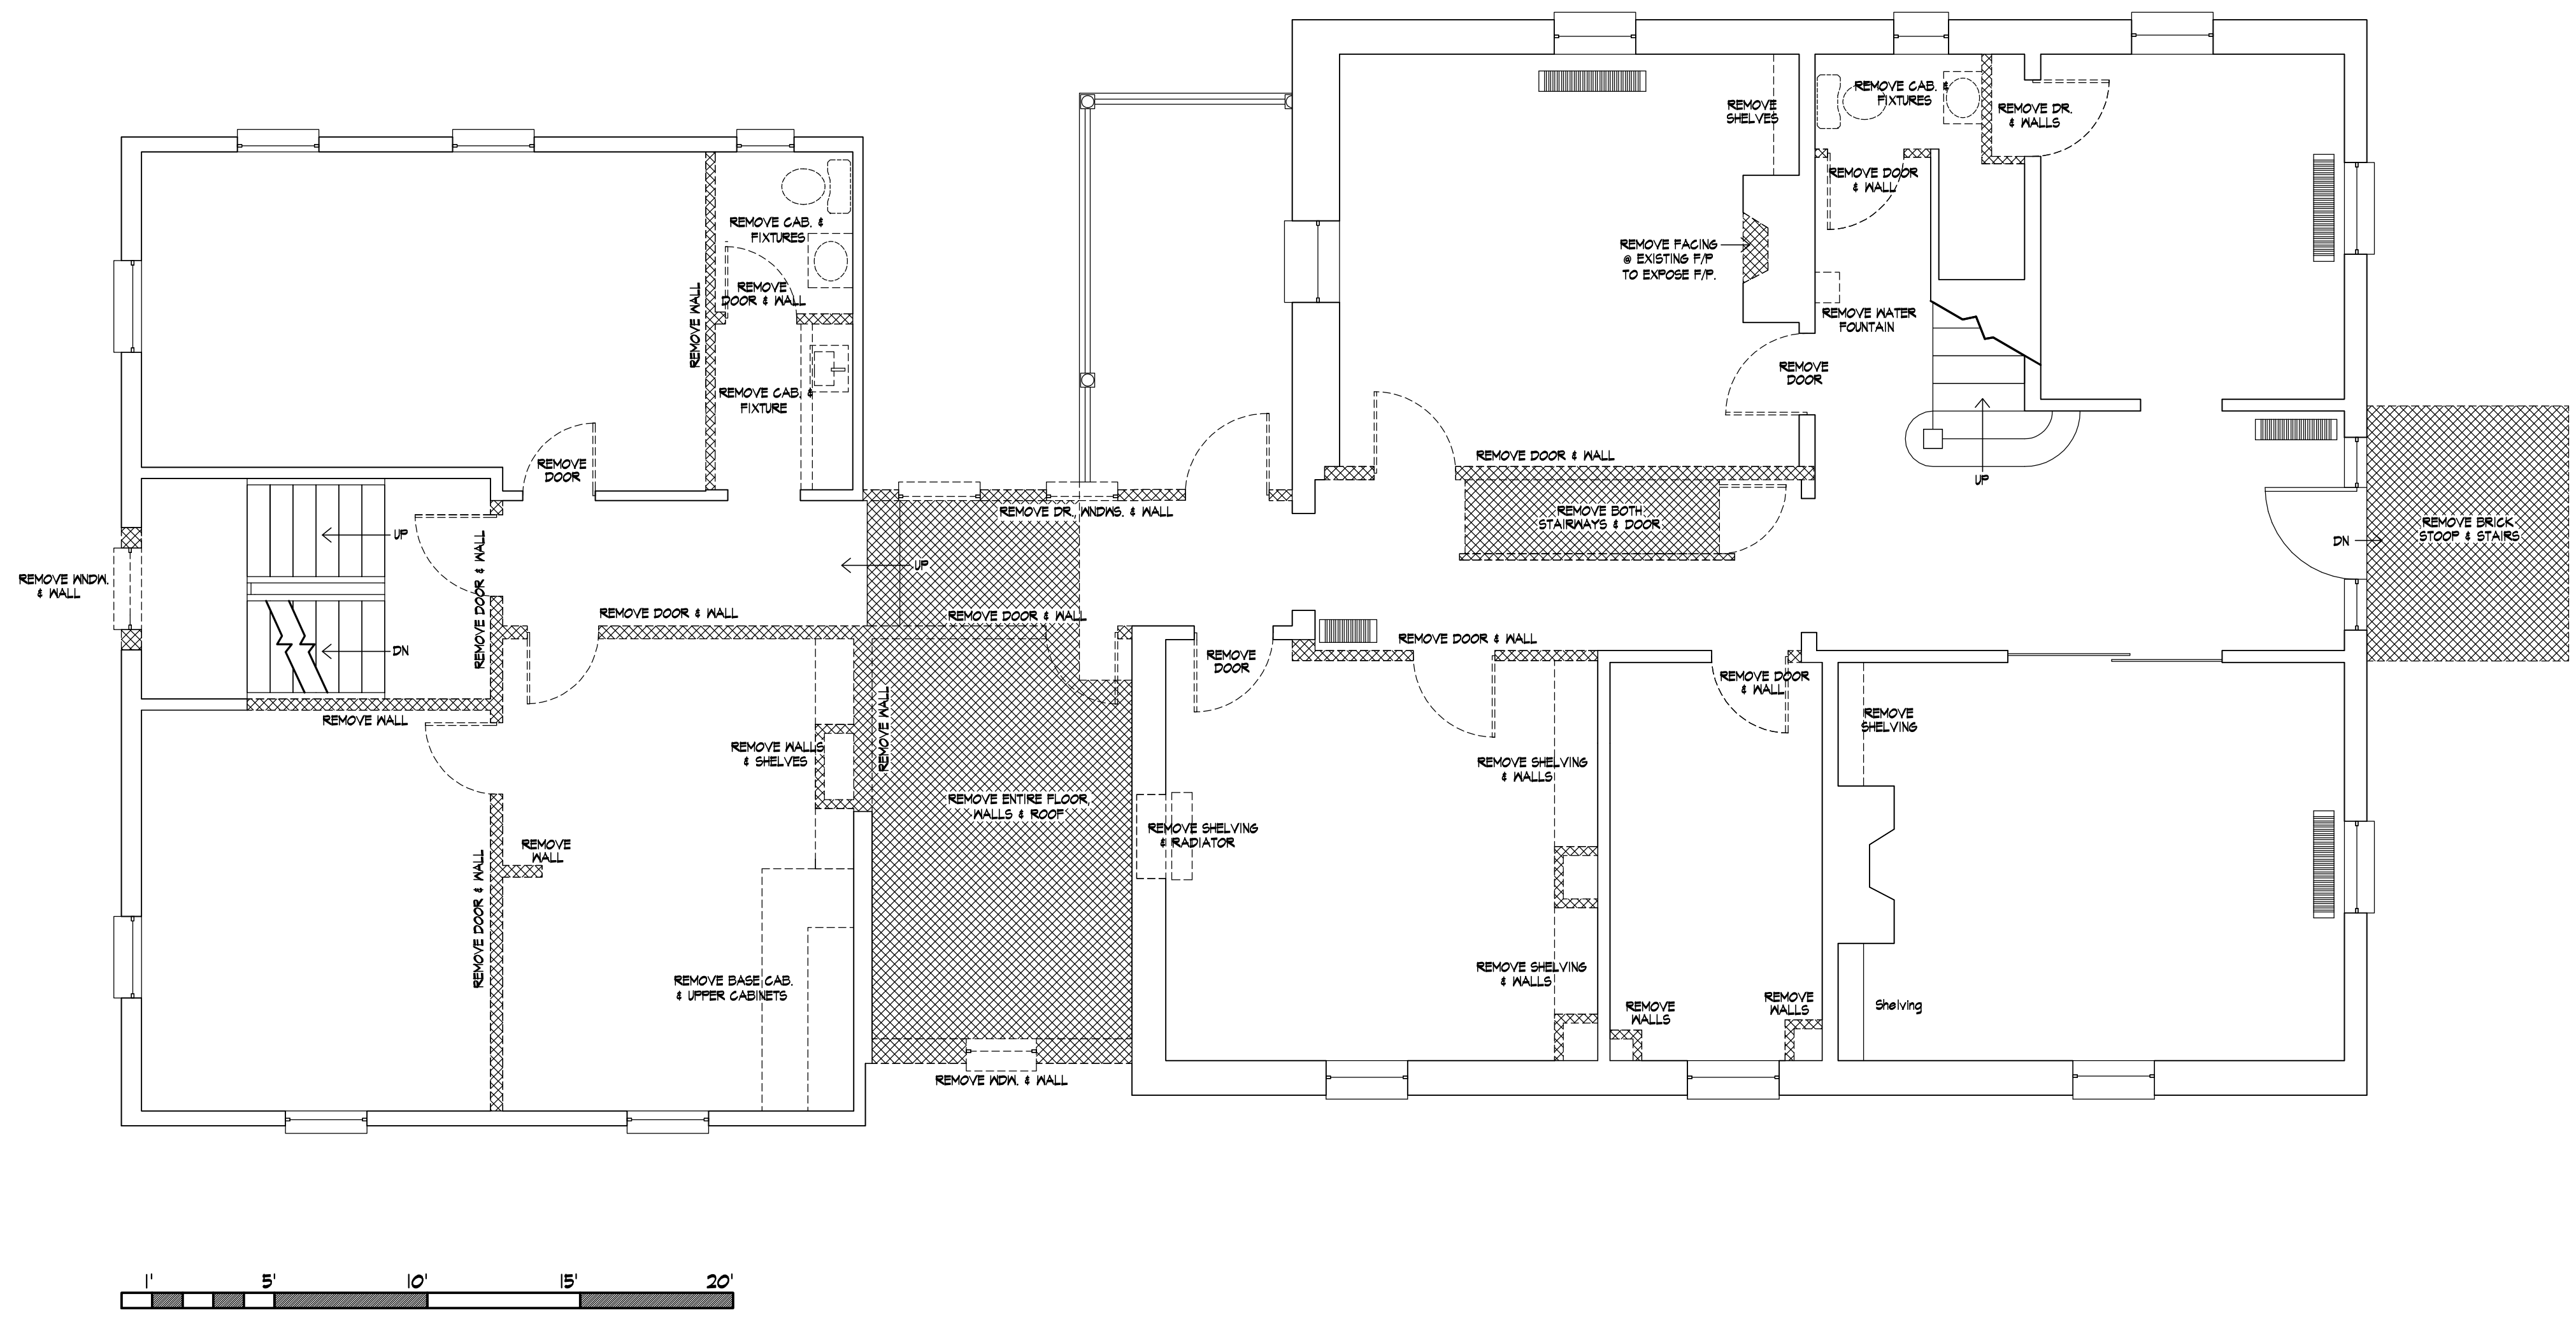 REMOVE
SHELVES
REMOVE CAB. &
FIXTURES
REMOVE DR.
& WALLS
REMOVE DOOR
& WALL
REMOVE CAB. &
FIXTURES
REMOVE FACING
@ EXISTING F/P
TO EXPOSE F/P.
REMOVE
DOOR & WALL
REMOVE WALL
REMOVE WATER
FOUNTAIN
REMOVE
DOOR
REMOVE CAB. &
FIXTURE
REMOVE
DOOR
REMOVE DOOR & WALL
UP
REMOVE DR., WNDWS. & WALL
REMOVE BOTH
STAIRWAYS & DOOR
REMOVE BRICK
STOOP & STAIRS
DN
UP
REMOVE DOOR & WALL
UP
REMOVE WNDW.
& WALL
REMOVE DOOR & WALL
REMOVE DOOR & WALL
REMOVE DOOR & WALL
DN
REMOVE
DOOR
REMOVE DOOR
& WALL
REMOVE WALL
REMOVE WALL
REMOVE
SHELVING
REMOVE WALLS
& SHELVES
REMOVE SHELVING
& WALLS
REMOVE ENTIRE FLOOR,
WALLS & ROOF
REMOVE SHELVING
& RADIATOR
REMOVE
WALL
REMOVE DOOR & WALL
REMOVE BASE CAB.
& UPPER CABINETS
REMOVE SHELVING
& WALLS
REMOVE
WALLS
REMOVE
WALLS
Shelving
REMOVE WDW. & WALL
1' 5' 10' 15' 20'